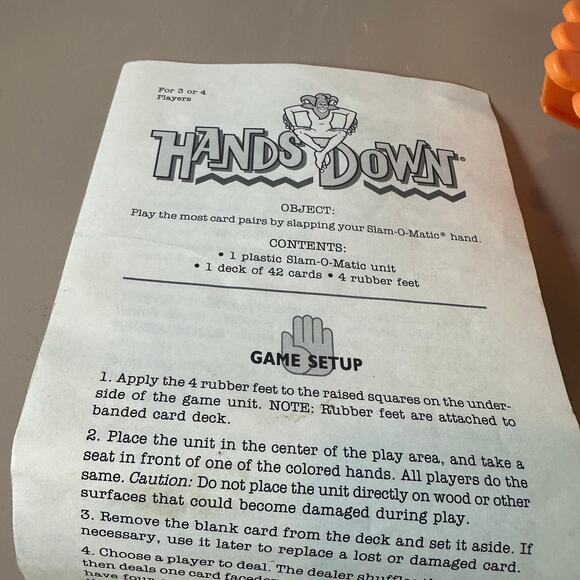 For 3 or 4
Players
HANDS DOWN®
OBJECT:
Play the most card pairs by slapping your Slam-O-Matic® hand.
CONTENTS:
• 1 plastic Slam-O-Matic unit
• 1 deck of 42 cards • 4 rubber feet
GAME SETUP
1. Apply the 4 rubber feet to the raised squares on the under-
side of the game unit. NOTE: Rubber feet are attached to
banded card deck.
2. Place the unit in the center of the play area, and take a
seat in front of one of the colored hands. All players do the
same. Caution: Do not place the unit directly on wood or other
surfaces that could become damaged during play.
3. Remove the blank card from the deck and set it aside. If
necessary, use it later to replace a lost or damaged card.
4. Choose a player to deal. The dealer shuffles
then deals one card
have four